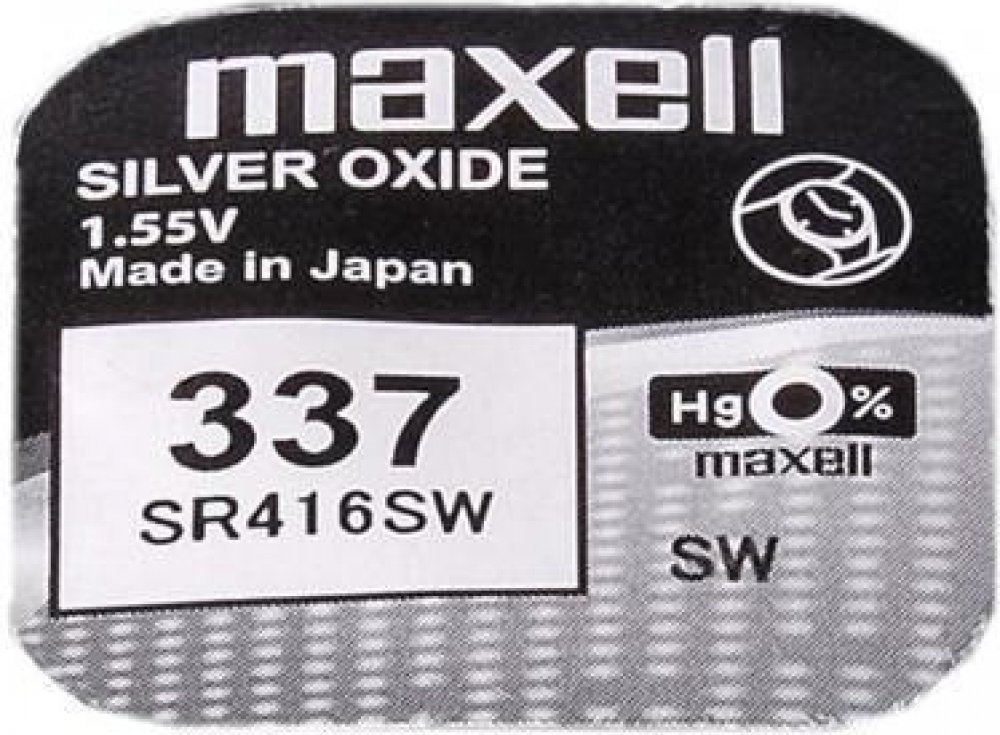 maxell
SILVER OXIDE
1.55V
Made in Japan
337
SR416SW
Hg0%
maxell
SW